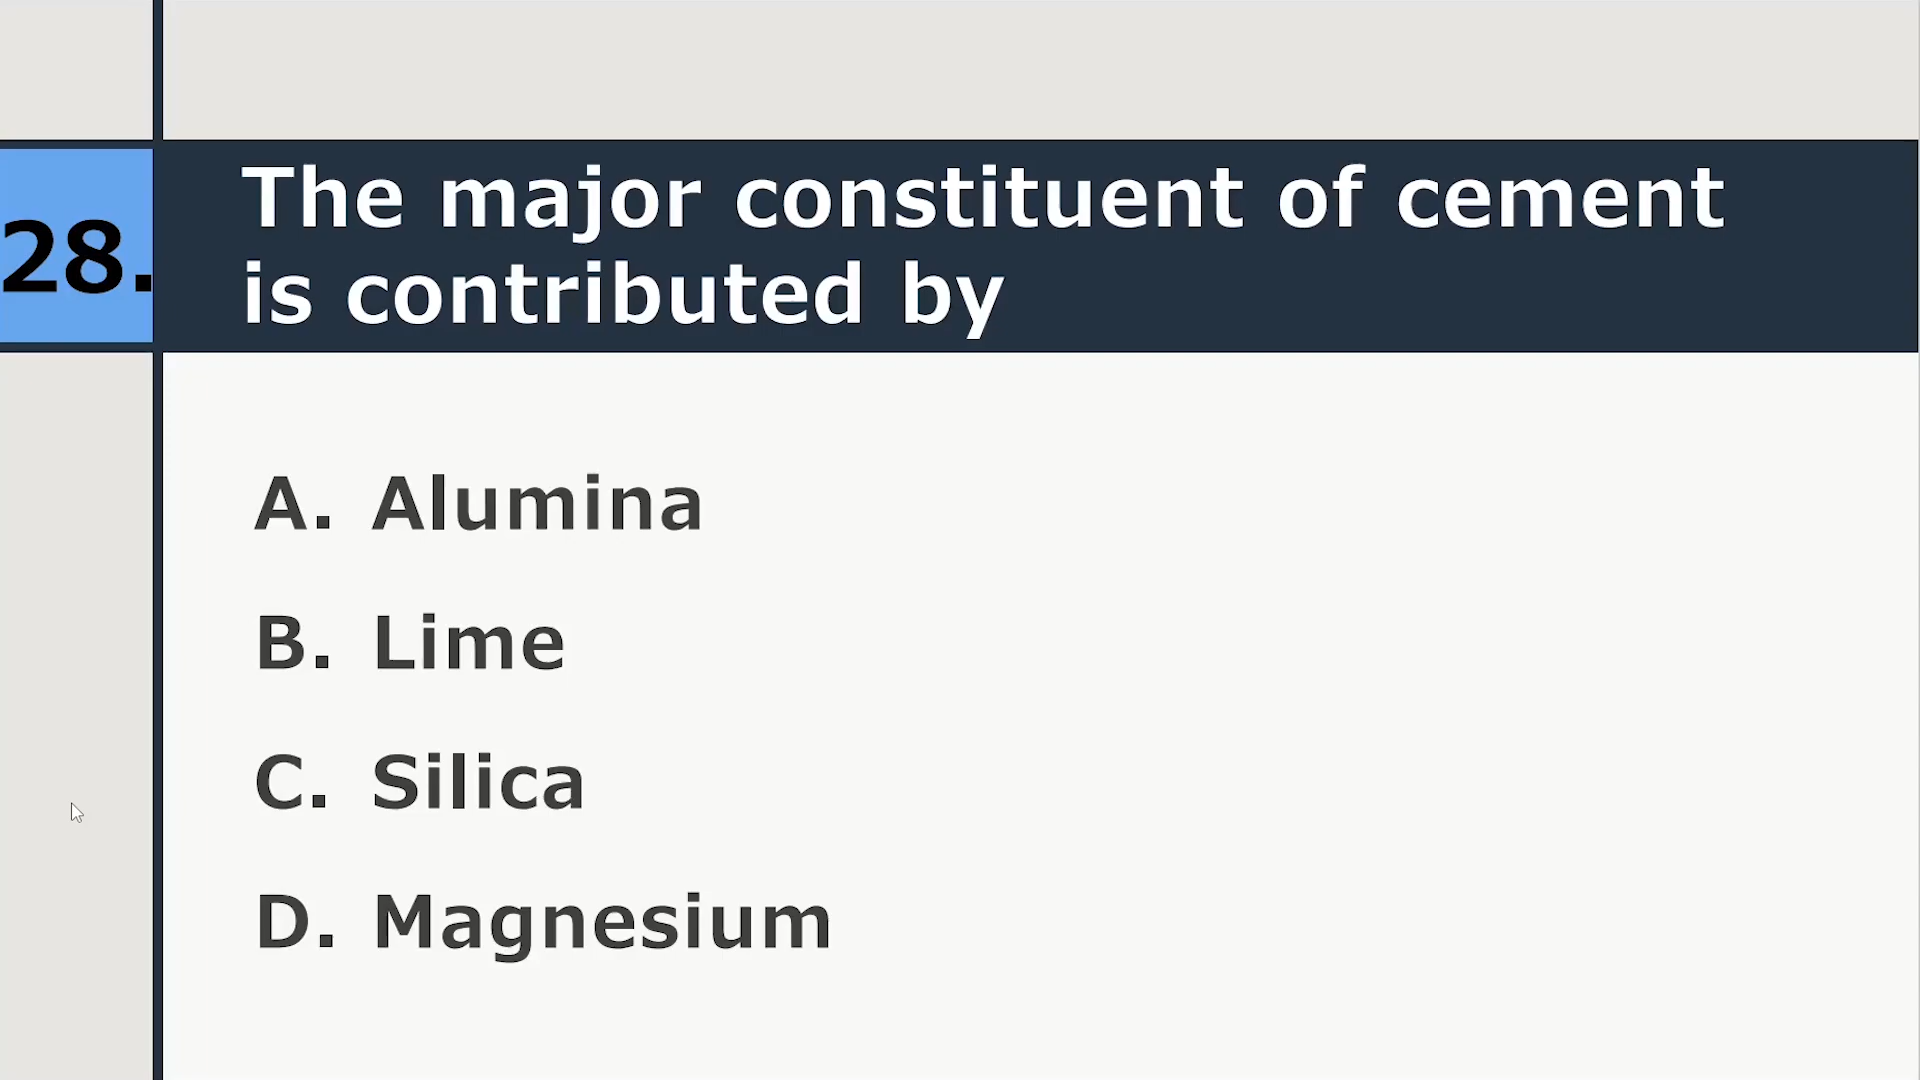 28.
The major constituent of cement
is contributed by
A. Alumina
B. Lime
C. Silica
D. Magnesium